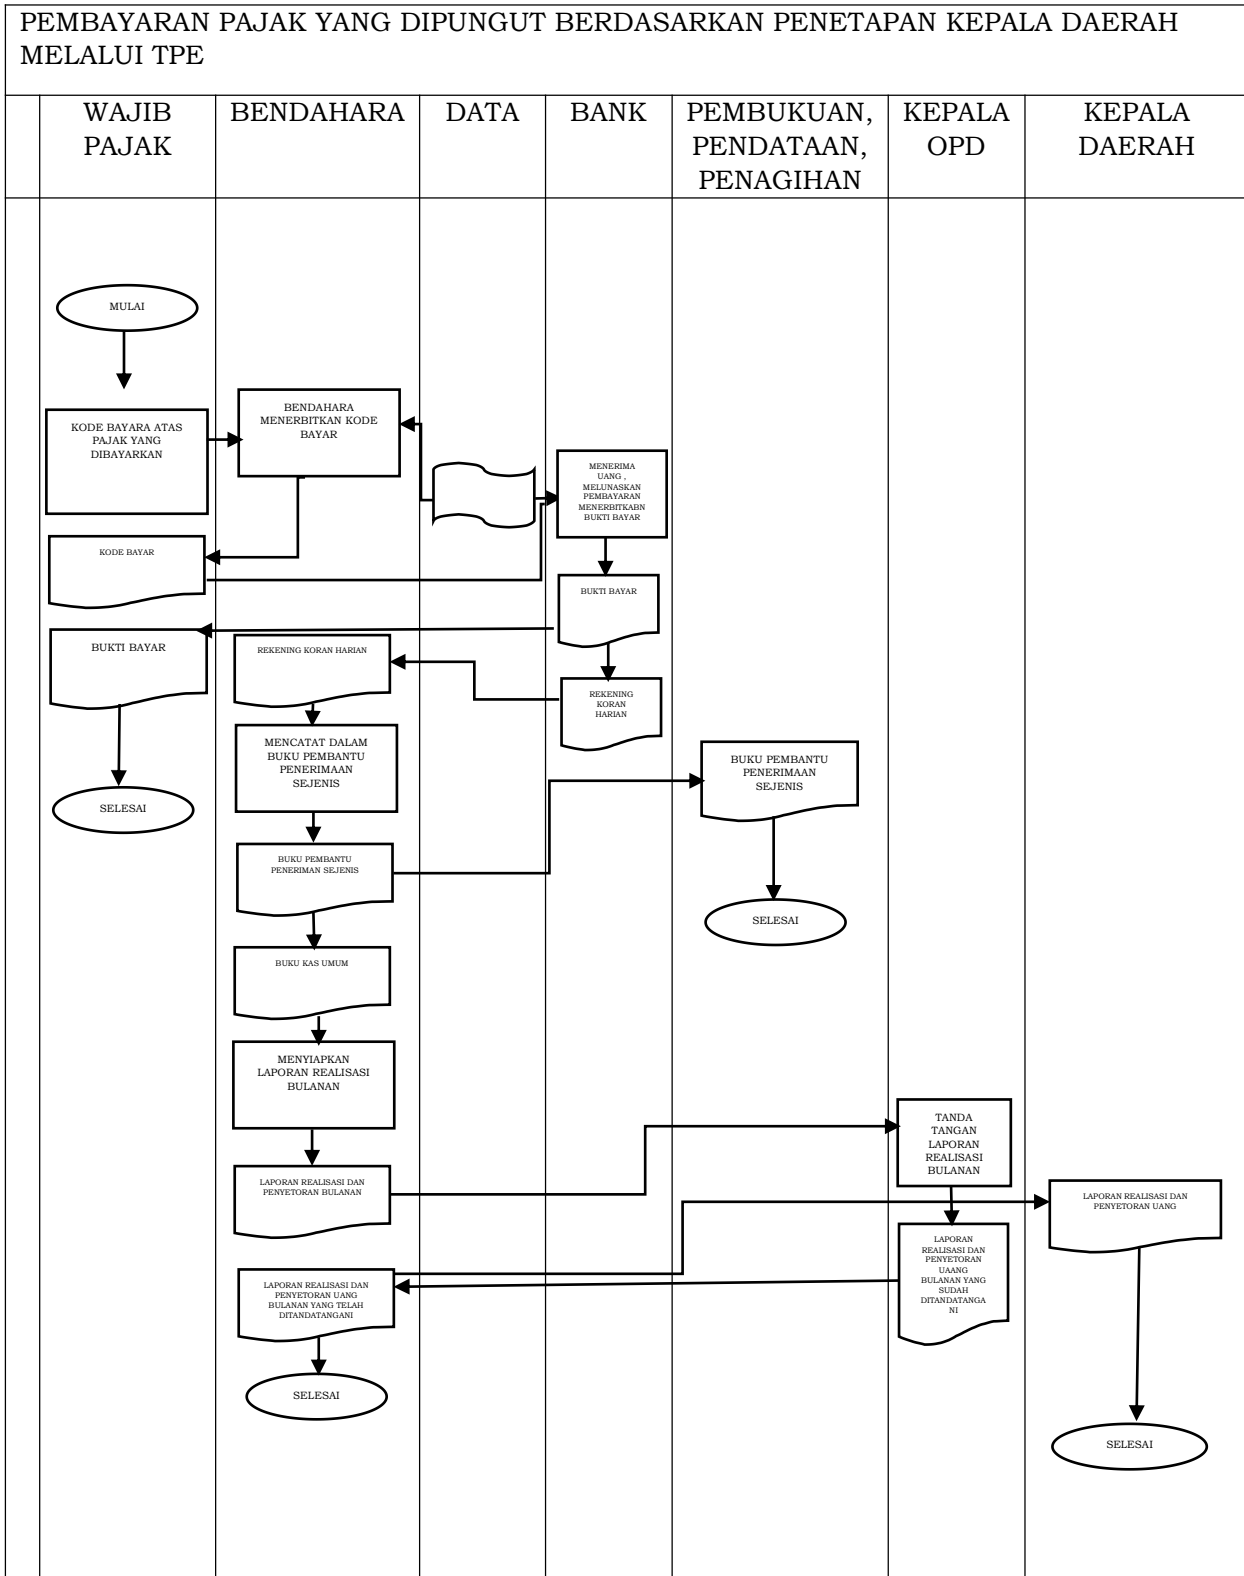 PEMBAYARAN PAJAK YANG DIPUNGUT BERDASARKAN PENETAPAN KEPALA DAERAH
MELALUI TPE
WAJIB
PAJAK
BENDAHARA
DATA
BANK
PEMBUKUAN,
PENDATAAN,
PENAGIHAN
KEPALA
OPD
KEPALA
DAERAH
MULAI
KODE BAYARA ATAS
PAJAK YANG
DIBAYARKAN
BENDAHARA
MENERBITKAN KODE
BAYAR
MENERIMA
UANG ,
MELUNASKAN
PEMBAYARAN
MENERBITKABN
BUKTI BAYAR
KODE BAYAR
BUKTI BAYAR
BUKTI BAYAR
REKENING KORAN HARIAN
REKENING
KORAN
HARIAN
MENCATAT DALAM
BUKU PEMBANTU
PENERIMAAN
SEJENIS
BUKU PEMBANTU
PENERIMAAN
SEJENIS
SELESAI
BUKU PEMBANTU
PENERIMAN SEJENIS
SELESAI
BUKU KAS UMUM
MENYIAPKAN
LAPORAN REALISASI
BULANAN
TANDA
TANGAN
LAPORAN
REALISASI
BULANAN
LAPORAN REALISASI DAN
PENYETORAN BULANAN
LAPORAN REALISASI DAN
PENYETORAN UANG
LAPORAN
REALISASI DAN
PENYETORAN
UAANG
BULANAN YANG
SUDAH
DITANDATANGA
NI
LAPORAN REALISASI DAN
PENYETORAN UANG
BULANAN YANG TELAH
DITANDATANGANI
SELESAI
SELESAI